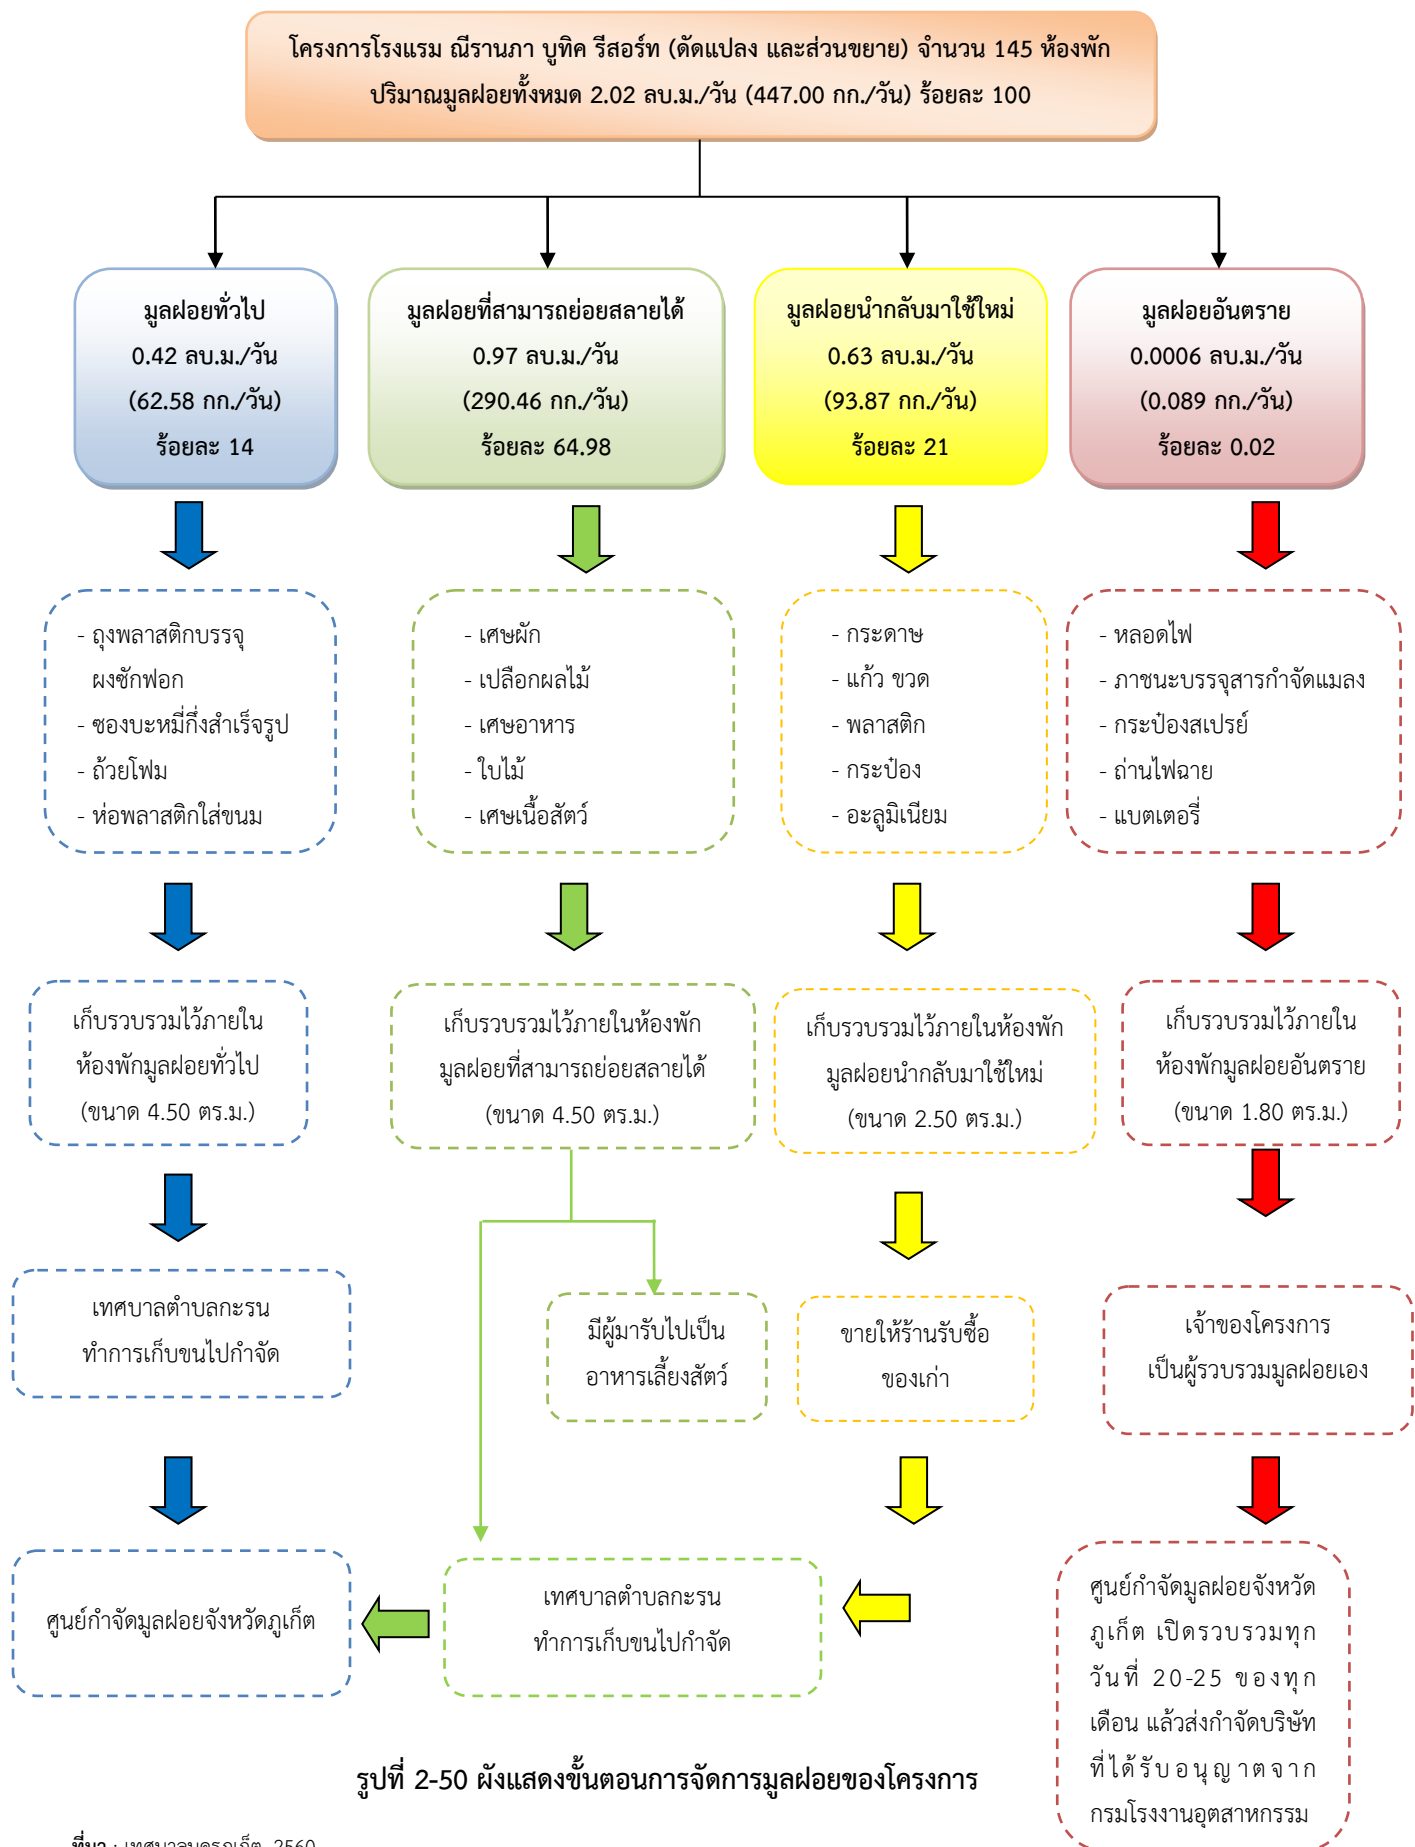 โครงการโรงแรม ณีรานภา บูทิค รีสอร์ท (ดัดแปลง และส่วนขยาย) จำนวน 145 ห้องพัก
ปริมาณมูลฝอยทั้งหมด 2.02 ลบ.ม./วัน (447.00 กก./วัน) ร้อยละ 100
มูลฝอยทั่วไป
0.42 ลบ.ม./วัน
(62.58 กก./วัน)
ร้อยละ 14
มูลฝอยที่สามารถย่อยสลายได้
0.97 ลบ.ม./วัน
(290.46 กก./วัน)
ร้อยละ 64.98
มูลฝอยนำกลับมาใช้ใหม่
0.63 ลบ.ม./วัน
(93.87 กก./วัน)
ร้อยละ 21
มูลฝอยอันตราย
0.0006 ลบ.ม./วัน
(0.089 กก./วัน)
ร้อยละ 0.02
- ถุงพลาสติกบรรจุ
ผงซักฟอก
- ซองบะหมี่กึ่งสำเร็จรูป
- ถ้วยโฟม
- ห่อพลาสติกใส่ขนม
- เศษผัก
- เปลือกผลไม้
- เศษอาหาร
- ใบไม้
- เศษเนื้อสัตว์
- กระดาษ
- แก้ว ขวด
- พลาสติก
- กระป๋อง
- อะลูมิเนียม
- หลอดไฟ
- ภาชนะบรรจุสารกำจัดแมลง
- กระป๋องสเปรย์
- ถ่านไฟฉาย
- แบตเตอรี่
เก็บรวบรวมไว้ภายใน
ห้องพักมูลฝอยทั่วไป
(ขนาด 4.50 ตร.ม.)
เก็บรวบรวมไว้ภายในห้องพัก
มูลฝอยที่สามารถย่อยสลายได้
(ขนาด 4.50 ตร.ม.)
เก็บรวบรวมไว้ภายในห้องพัก
มูลฝอยนำกลับมาใช้ใหม่
(ขนาด 2.50 ตร.ม.)
เก็บรวบรวมไว้ภายใน
ห้องพักมูลฝอยอันตราย
(ขนาด 1.80 ตร.ม.)
เทศบาลตำบลกะรน
ทำการเก็บขนไปกำจัด
มีผู้มารับไปเป็น
อาหารเลี้ยงสัตว์
ขายให้ร้านรับซื้อ
ของเก่า
เจ้าของโครงการ
เป็นผู้รวบรวมมูลฝอยเอง
ศูนย์กำจัดมูลฝอยจังหวัดภูเก็ต
เทศบาลตำบลกะรน
ทำการเก็บขนไปกำจัด
ศูนย์กำจัดมูลฝอยจังหวัด
ภูเก็ต เปิดรวบรวมทุก
วันที่ 20-25 ของทุก
เดือน แล้วส่งกำจัดบริษัท
ที่ได้รับอนุญาตจาก
กรมโรงงานอุตสาหกรรม
รูปที่ 2-50 ผังแสดงขั้นตอนการจัดการมูลฝอยของโครงการ
ที่มา : เทศบาลนครภูเก็ต, 2560